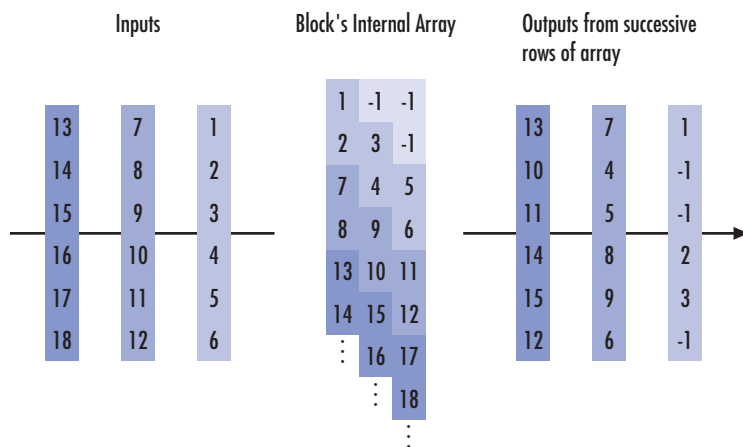 Inputs
Block's Internal Array
Outputs from successive
rows of array
13 7 1
14 8 2
15 9 3
16 10 4
17 11 5
18 12 6
1 -1 -1
2 3 -1
7 4 5
8 9 6
13 10 11
14 15 12
⋮ 16 17
⋮ 18
⋮
13 7 1
10 4 -1
11 5 -1
14 8 2
15 9 3
12 6 -1